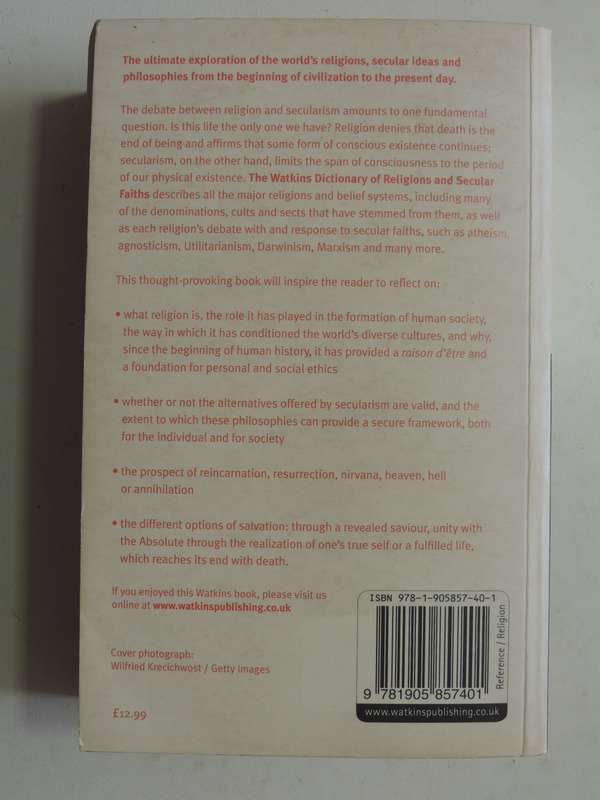 The ultimate exploration of the world's religions, secular ideas and
philosophies from the beginning of civilization to the present day.
The debate between religion and secularism amounts to one fundamental
question. Is this life the only one we have? Religion denies that death is the
end of being and affirms that some form of conscious existence continues;
secularism, on the other hand, limits the span of consciousness to the period
of our physical existence. The Watkins Dictionary of Religions and Secular
Faiths describes all the major religions and belief systems, including many
of the denominations, cults and sects that have stemmed from them, as well
as each religion's debate with and response to secular faiths, such as atheism,
agnosticism, Utilitarianism, Darwinism, Marxism and many more.
This thought-provoking book will inspire the reader to reflect on:
• what religion is, the role it has played in the formation of human society,
the way in which it has conditioned the world's diverse cultures, and why,
since the beginning of human history, it has provided a raison d'être and
a foundation for personal and social ethics
• whether or not the alternatives offered by secularism are valid, and the
extent to which these philosophies can provide a secure framework, both
for the individual and for society
• the prospect of reincarnation, resurrection, nirvana, heaven, hell
or annihilation
• the different options of salvation: through a revealed saviour, unity with
the Absolute through the realization of one's true self or a fulfilled life,
which reaches its end with death.
If you enjoyed this Watkins book, please visit us
online at www.watkinspublishing.co.uk
Cover photograph:
Wilfried Krecichwost / Getty Images
£12.99
ISBN 978-1-905857-40-1
9 781905 857401
www.watkinspublishing.co.uk
Reference / Religion